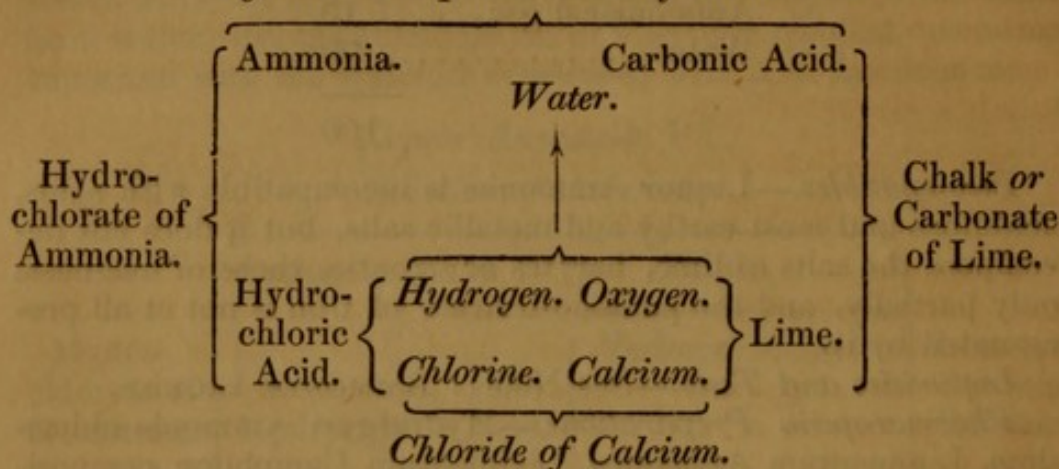 Ammonia. Carbonic Acid.
Water.
Hydro-
chlorate of
Ammonia.
Chalk or
Carbonate
of Lime.
Hydro-
chloric
Acid.
Hydrogen. Oxygen.
Chlorine. Calcium.
Lime.
Chloride of Calcium.